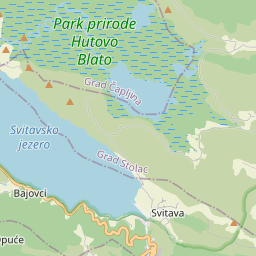 Park prirode
Hutovo
Blato
Grad Čapljina
Svitavsko
jezero
Grad Stolac
Bajovci
Svitava